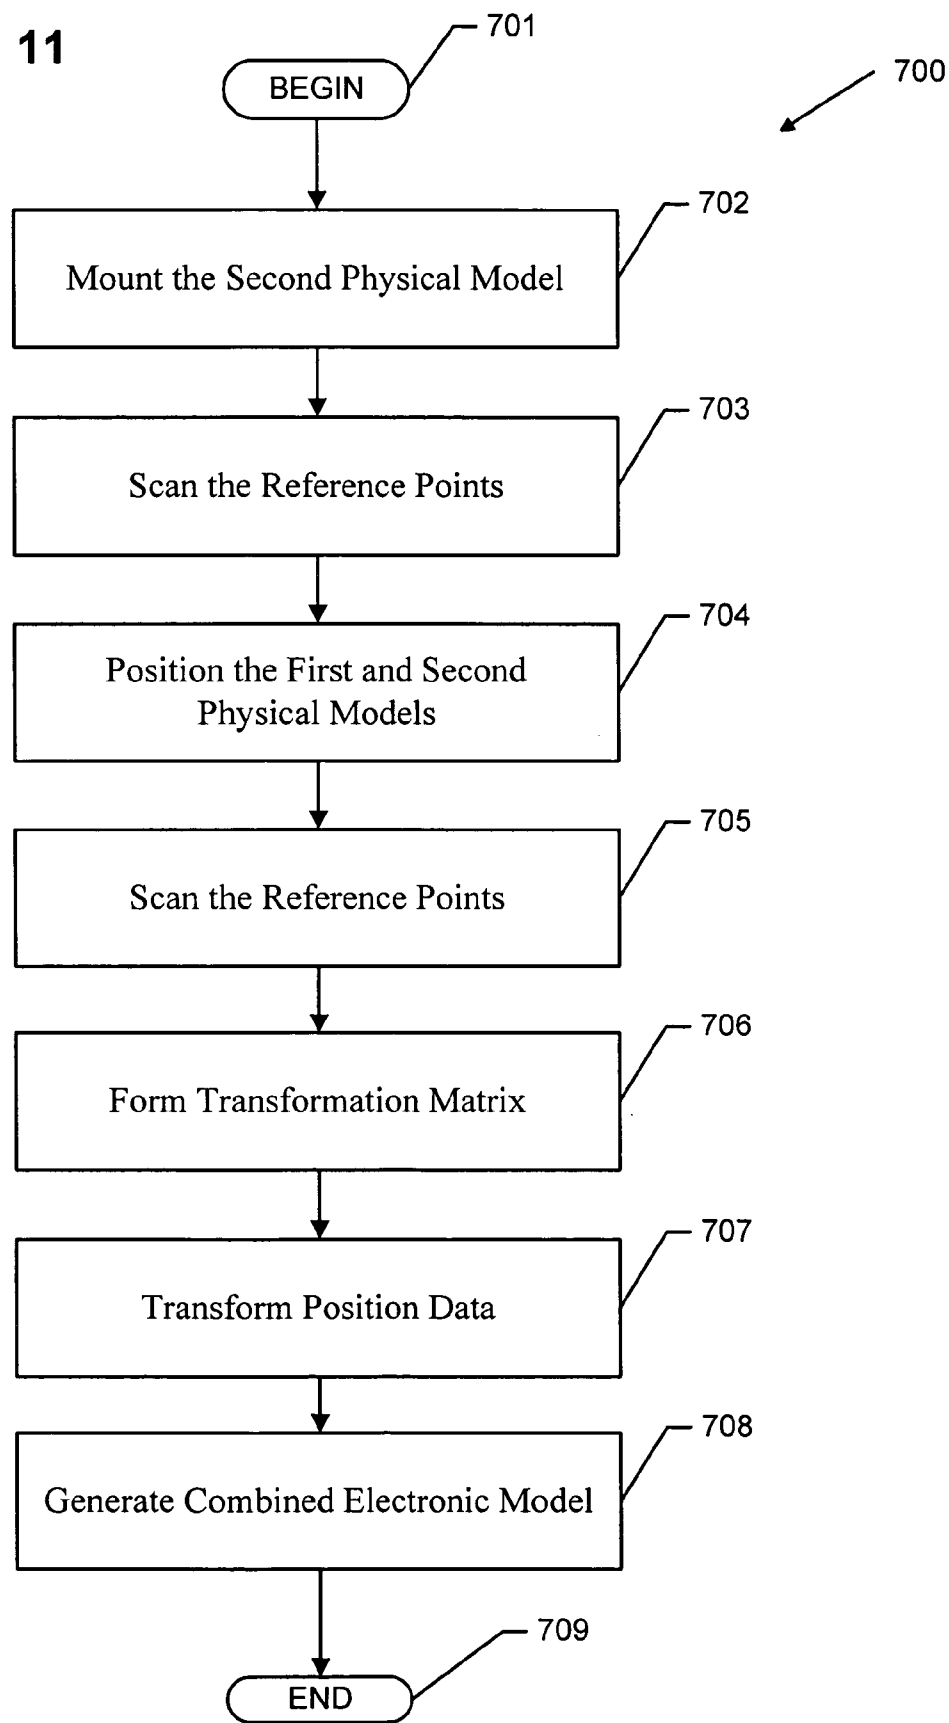 11
701
BEGIN
700
702
Mount the Second Physical Model
703
Scan the Reference Points
704
Position the First and Second
Physical Models
705
Scan the Reference Points
706
Form Transformation Matrix
707
Transform Position Data
708
Generate Combined Electronic Model
709
END